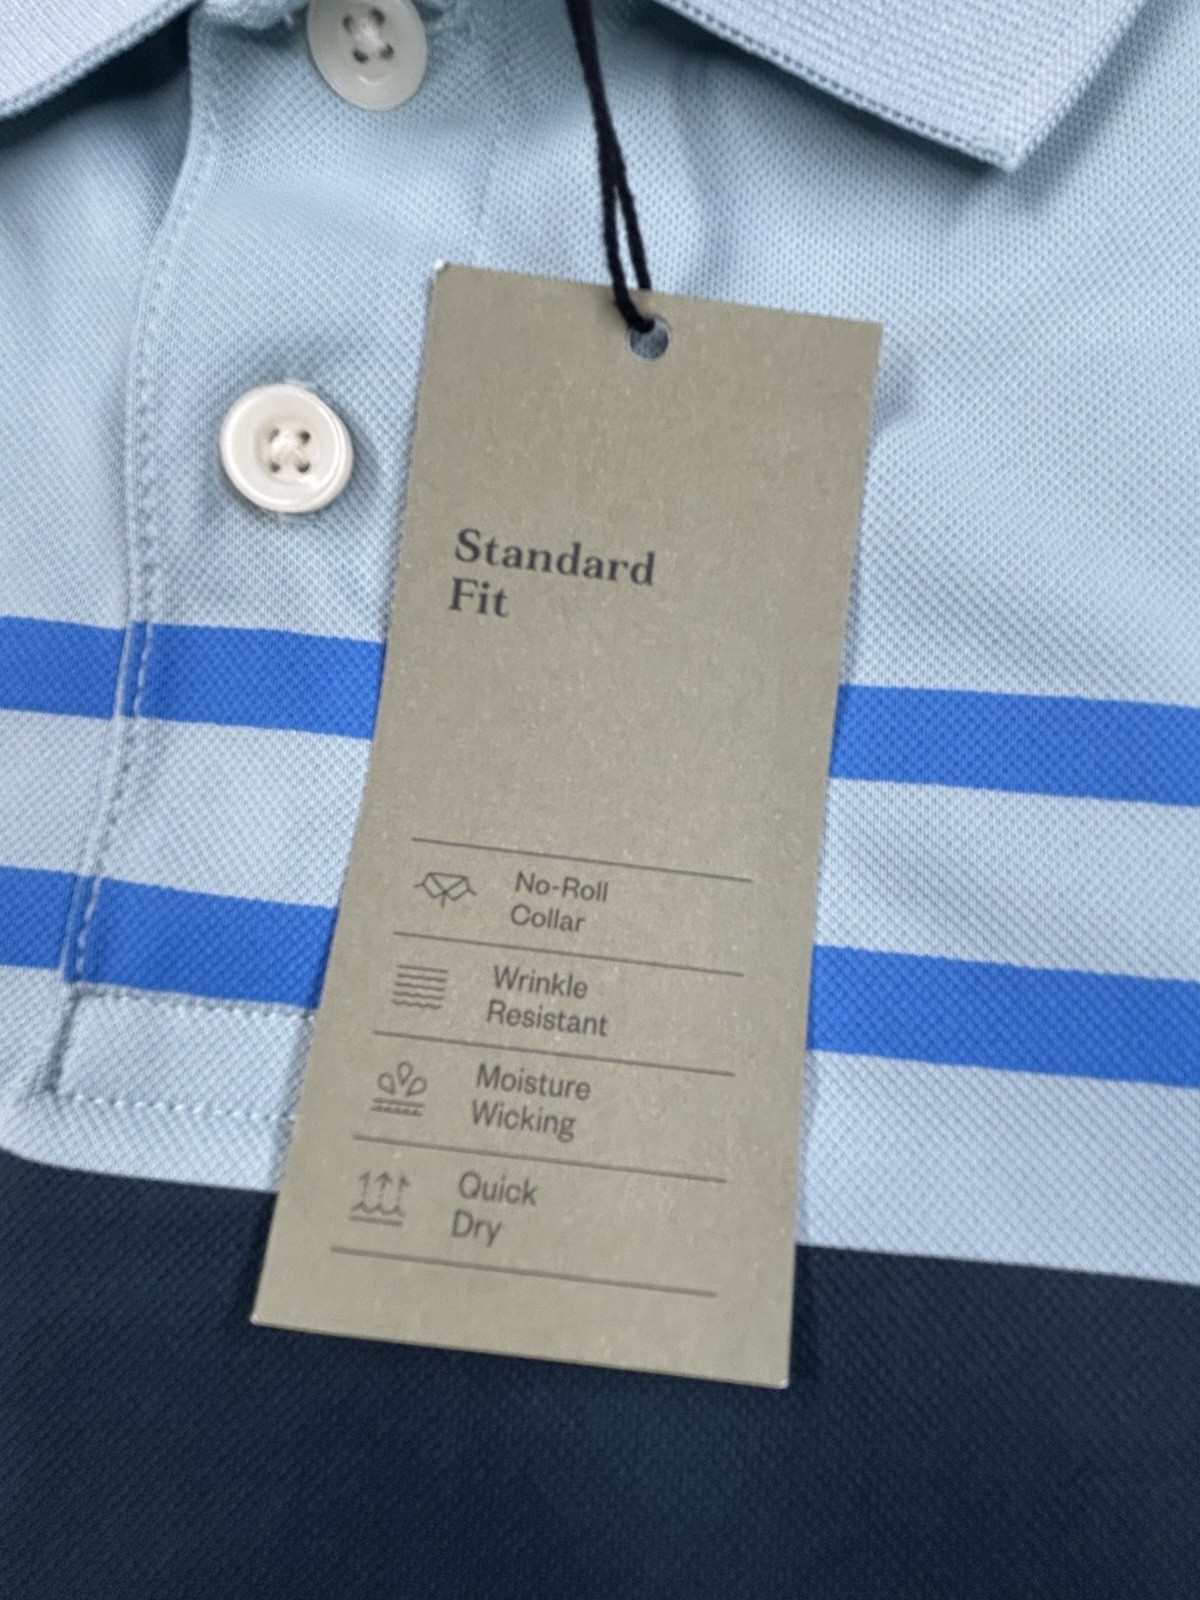 Standard
Fit
No-Roll
Collar
Wrinkle
Resistant
Moisture
Wicking
Quick
Dry